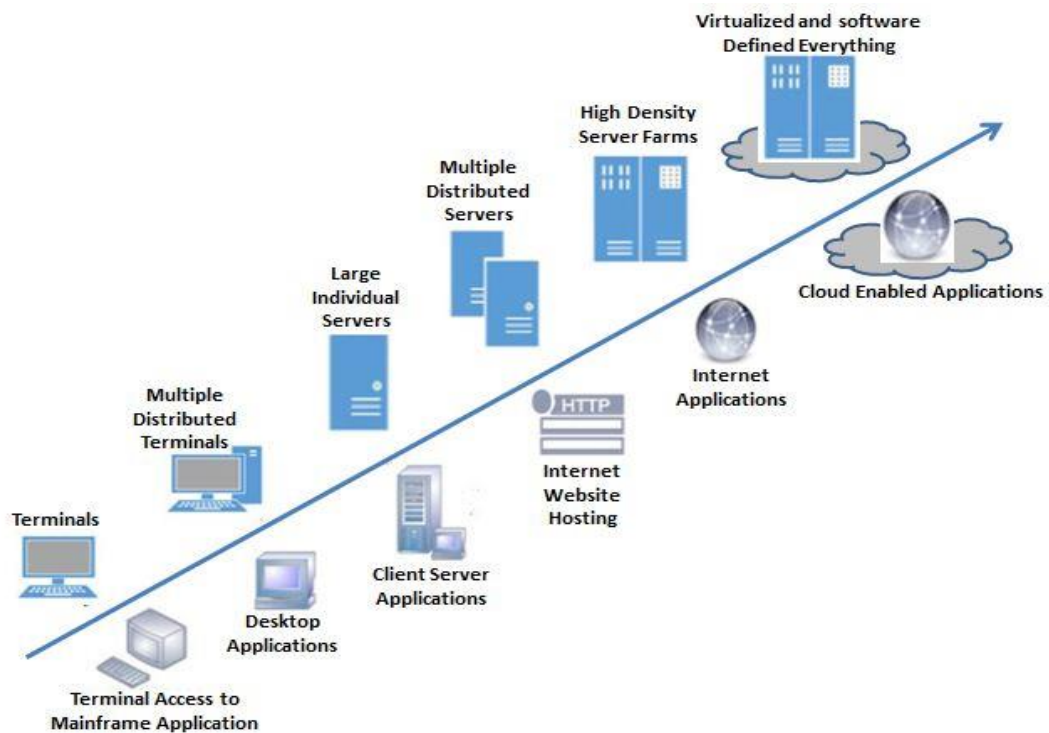 Virtualized and software
Defined Everything
High Density
Server Farms
Multiple
Distributed
Servers
Large
Individual
Servers
Cloud Enabled Applications
Multiple
Distributed
Terminals
Internet
Applications
HTTP
Internet
Website
Hosting
Terminals
Client Server
Applications
Desktop
Applications
Terminal Access to
Mainframe Application